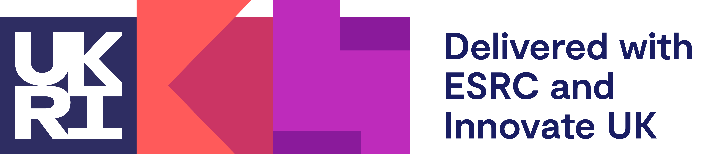 UK
RI
Delivered with
ESRC and
Innovate UK